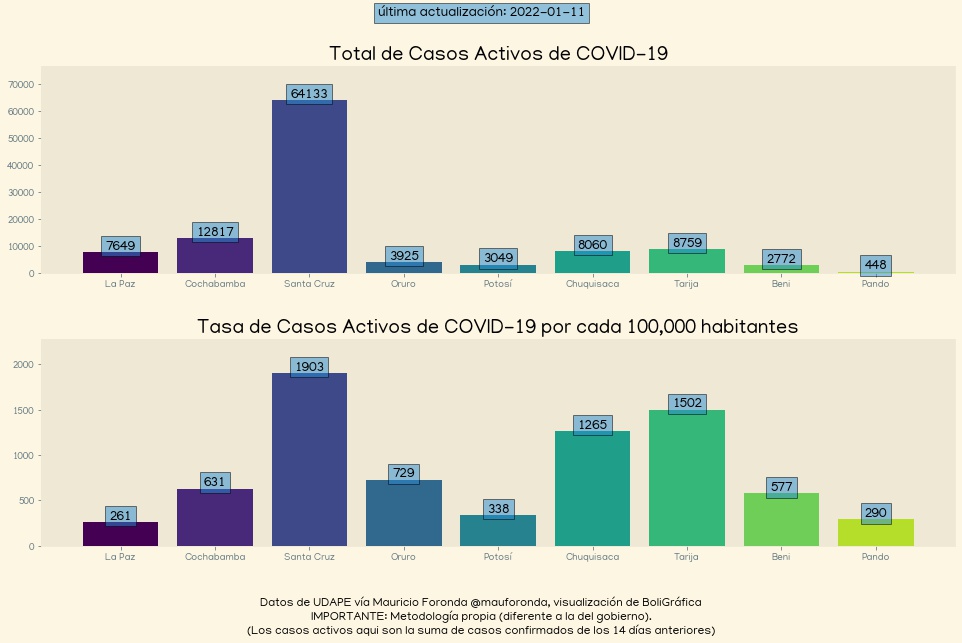 última actualización: 2022-01-11
Total de Casos Activos de COVID-19
70000
60000
50000
40000
30000
20000
10000
0
7649
12817
64133
3925
3049
8060
8759
2772
448
La Paz
Cochabamba
Santa Cruz
Oruro
Potosí
Chuquisaca
Tarija
Beni
Pando
Tasa de Casos Activos de COVID-19 por cada 100,000 habitantes
2000
1500
1000
500
0
261
631
1903
729
338
1265
1502
577
290
La Paz
Cochabamba
Santa Cruz
Oruro
Potosí
Chuquisaca
Tarija
Beni
Pando
Datos de UDAPE vía Mauricio Foronda @mauforonda, visualización de BoliGráfica
IMPORTANTE: Metodología propia (diferente a la del gobierno).
(Los casos activos aqui son la suma de casos confirmados de los 14 días anteriores)